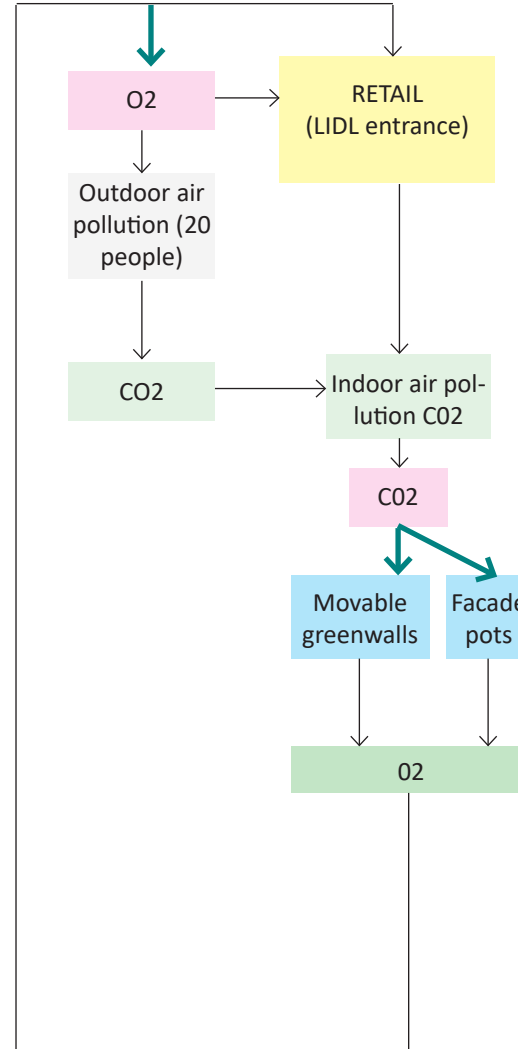 O2
RETAIL
(LIDL entrance)
Outdoor air
pollution (20
people)
CO2
Indoor air pol-
lution C02
C02
Movable
greenwalls
Facade
pots
02